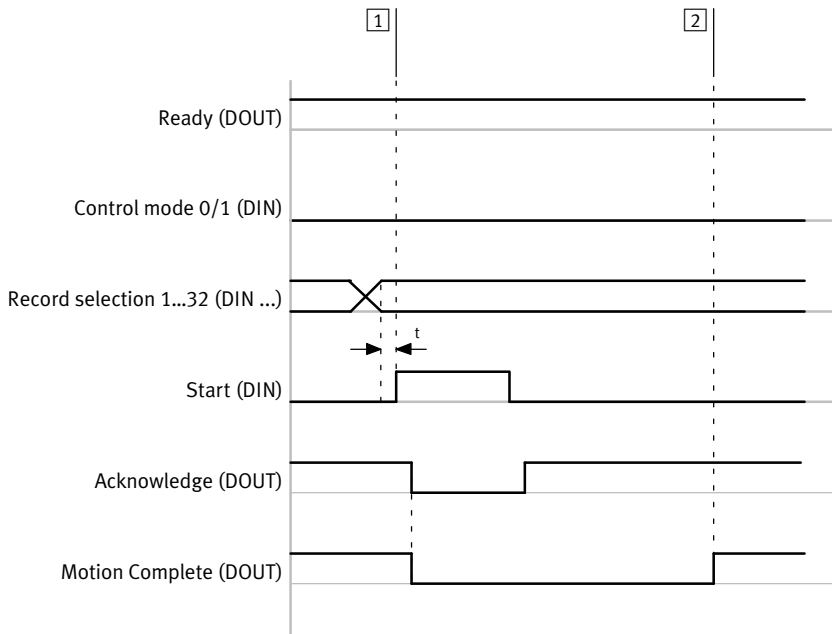 1
2
Ready (DOUT)
Control mode 0/1 (DIN)
Record selection 1...32 (DIN ...)
t
Start (DIN)
Acknowledge (DOUT)
Motion Complete (DOUT)